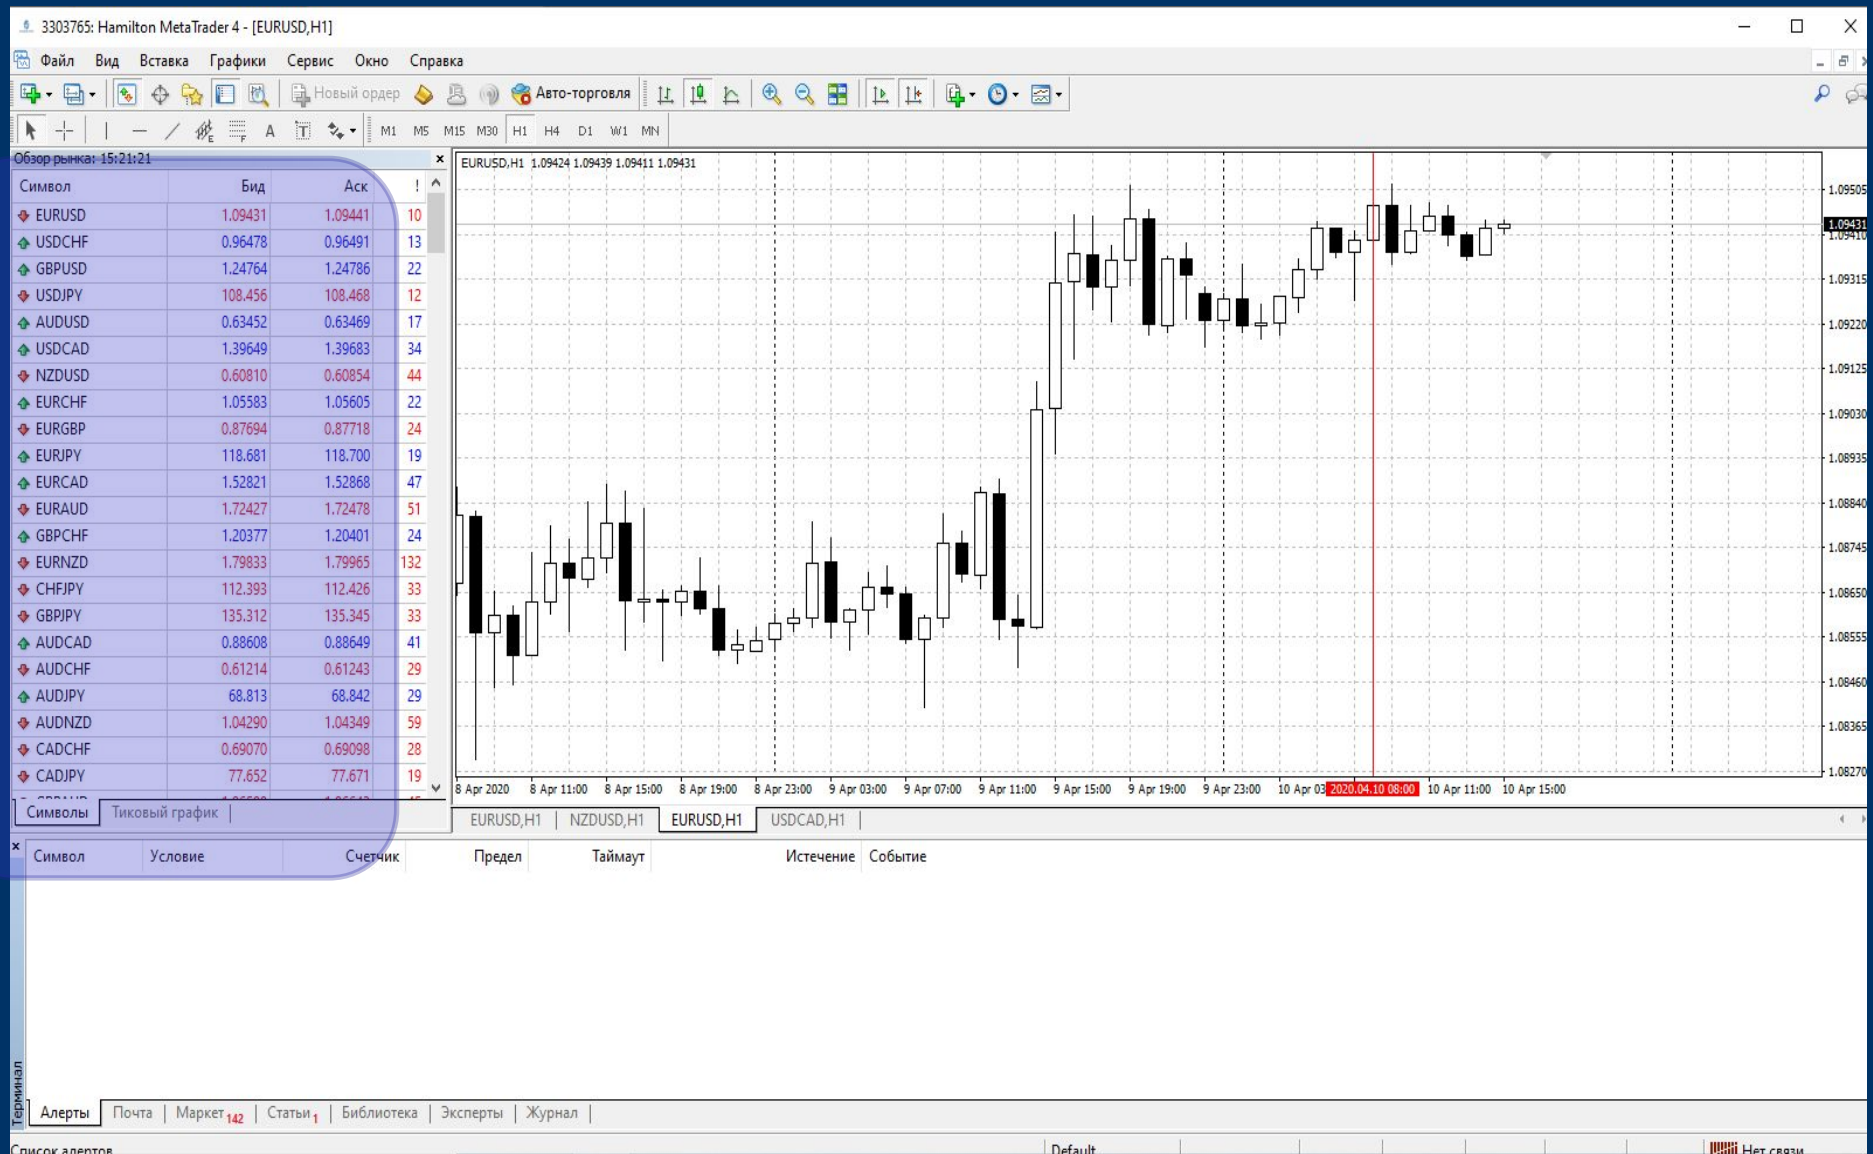 3303765: Hamilton MetaTrader 4 - [EURUSD,H1]
Файл Вид Вставка Графики Сервис Окно Справка
Новый ордер Авто-торговля
A T M1 M5 M15 M30 H1 H4 D1 W1 MN
Обзор рынка: 15:21:21
Символ Бид Аск !
EURUSD 1.09431 1.09441 10
USDCHF 0.96478 0.96491 13
GBPUSD 1.24764 1.24786 22
USDJPY 108.456 108.468 12
AUDUSD 0.63452 0.63469 17
USDCAD 1.39649 1.39683 34
NZDUSD 0.60810 0.60854 44
EURCHF 1.05583 1.05605 22
EURGBP 0.87694 0.87718 24
EURJPY 118.681 118.700 19
EURCAD 1.52821 1.52868 47
EURAUD 1.72427 1.72478 51
GBPCHF 1.20377 1.20401 24
EURNZD 1.79833 1.79965 132
CHFJPY 112.393 112.426 33
GBPJPY 135.312 135.345 33
AUDCAD 0.88608 0.88649 41
AUDCHF 0.61214 0.61243 29
AUDJPY 68.813 68.842 29
AUDNZD 1.04290 1.04349 59
CADCHF 0.69070 0.69098 28
CADJPY 77.652 77.671 19
Символы Тиковый график
EURUSD,H1 1.09424 1.09439 1.09411 1.09431
1.09505
1.09431
1.09410
1.09315
1.09220
1.09125
1.09030
1.08935
1.08840
1.08745
1.08650
1.08555
1.08460
1.08365
1.08270
8 Apr 2020 8 Apr 11:00 8 Apr 15:00 8 Apr 19:00 8 Apr 23:00 9 Apr 03:00 9 Apr 07:00 9 Apr 11:00 9 Apr 15:00 9 Apr 19:00 9 Apr 23:00 10 Apr 03 2020.04.10 08:00 10 Apr 11:00 10 Apr 15:00
EURUSD,H1 NZDUSD,H1 EURUSD,H1 USDCAD,H1
Символ Условие Счетчик Предел Таймаут Истечение Событие
Терминал
Алерты Почта Маркет 142 Статьи 1 Библиотека Эксперты Журнал
Список алертов Default Нет связи